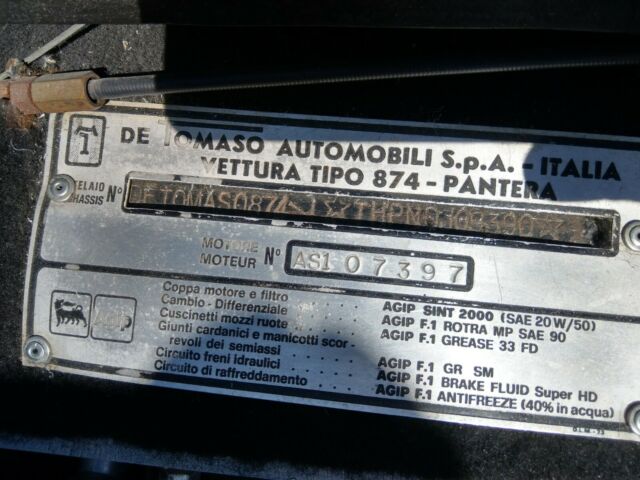 T
DE TOMASO AUTOMOBILI S.p.A. - ITALIA
VETTURA TIPO 874 - PANTERA
TELAIO
CHASSIS N°
MOTORE
MOTEUR N° AS107397
Coppa motore e filtro AGIP SINT 2000 (SAE 20 W/50)
Cambio - Differenziale AGIP F.1 ROTRA MP SAE 90
Cuscinetti mozzi ruote AGIP F.1 GREASE 33 FD
Giunti cardanici e manicotti scor-
revoli dei semiassi AGIP F.1 GR SM
Circuito freni idraulici AGIP F.1 BRAKE FLUID Super HD
Circuito di raffreddamento AGIP F.1 ANTIFREEZE (40% in acqua)
Agip